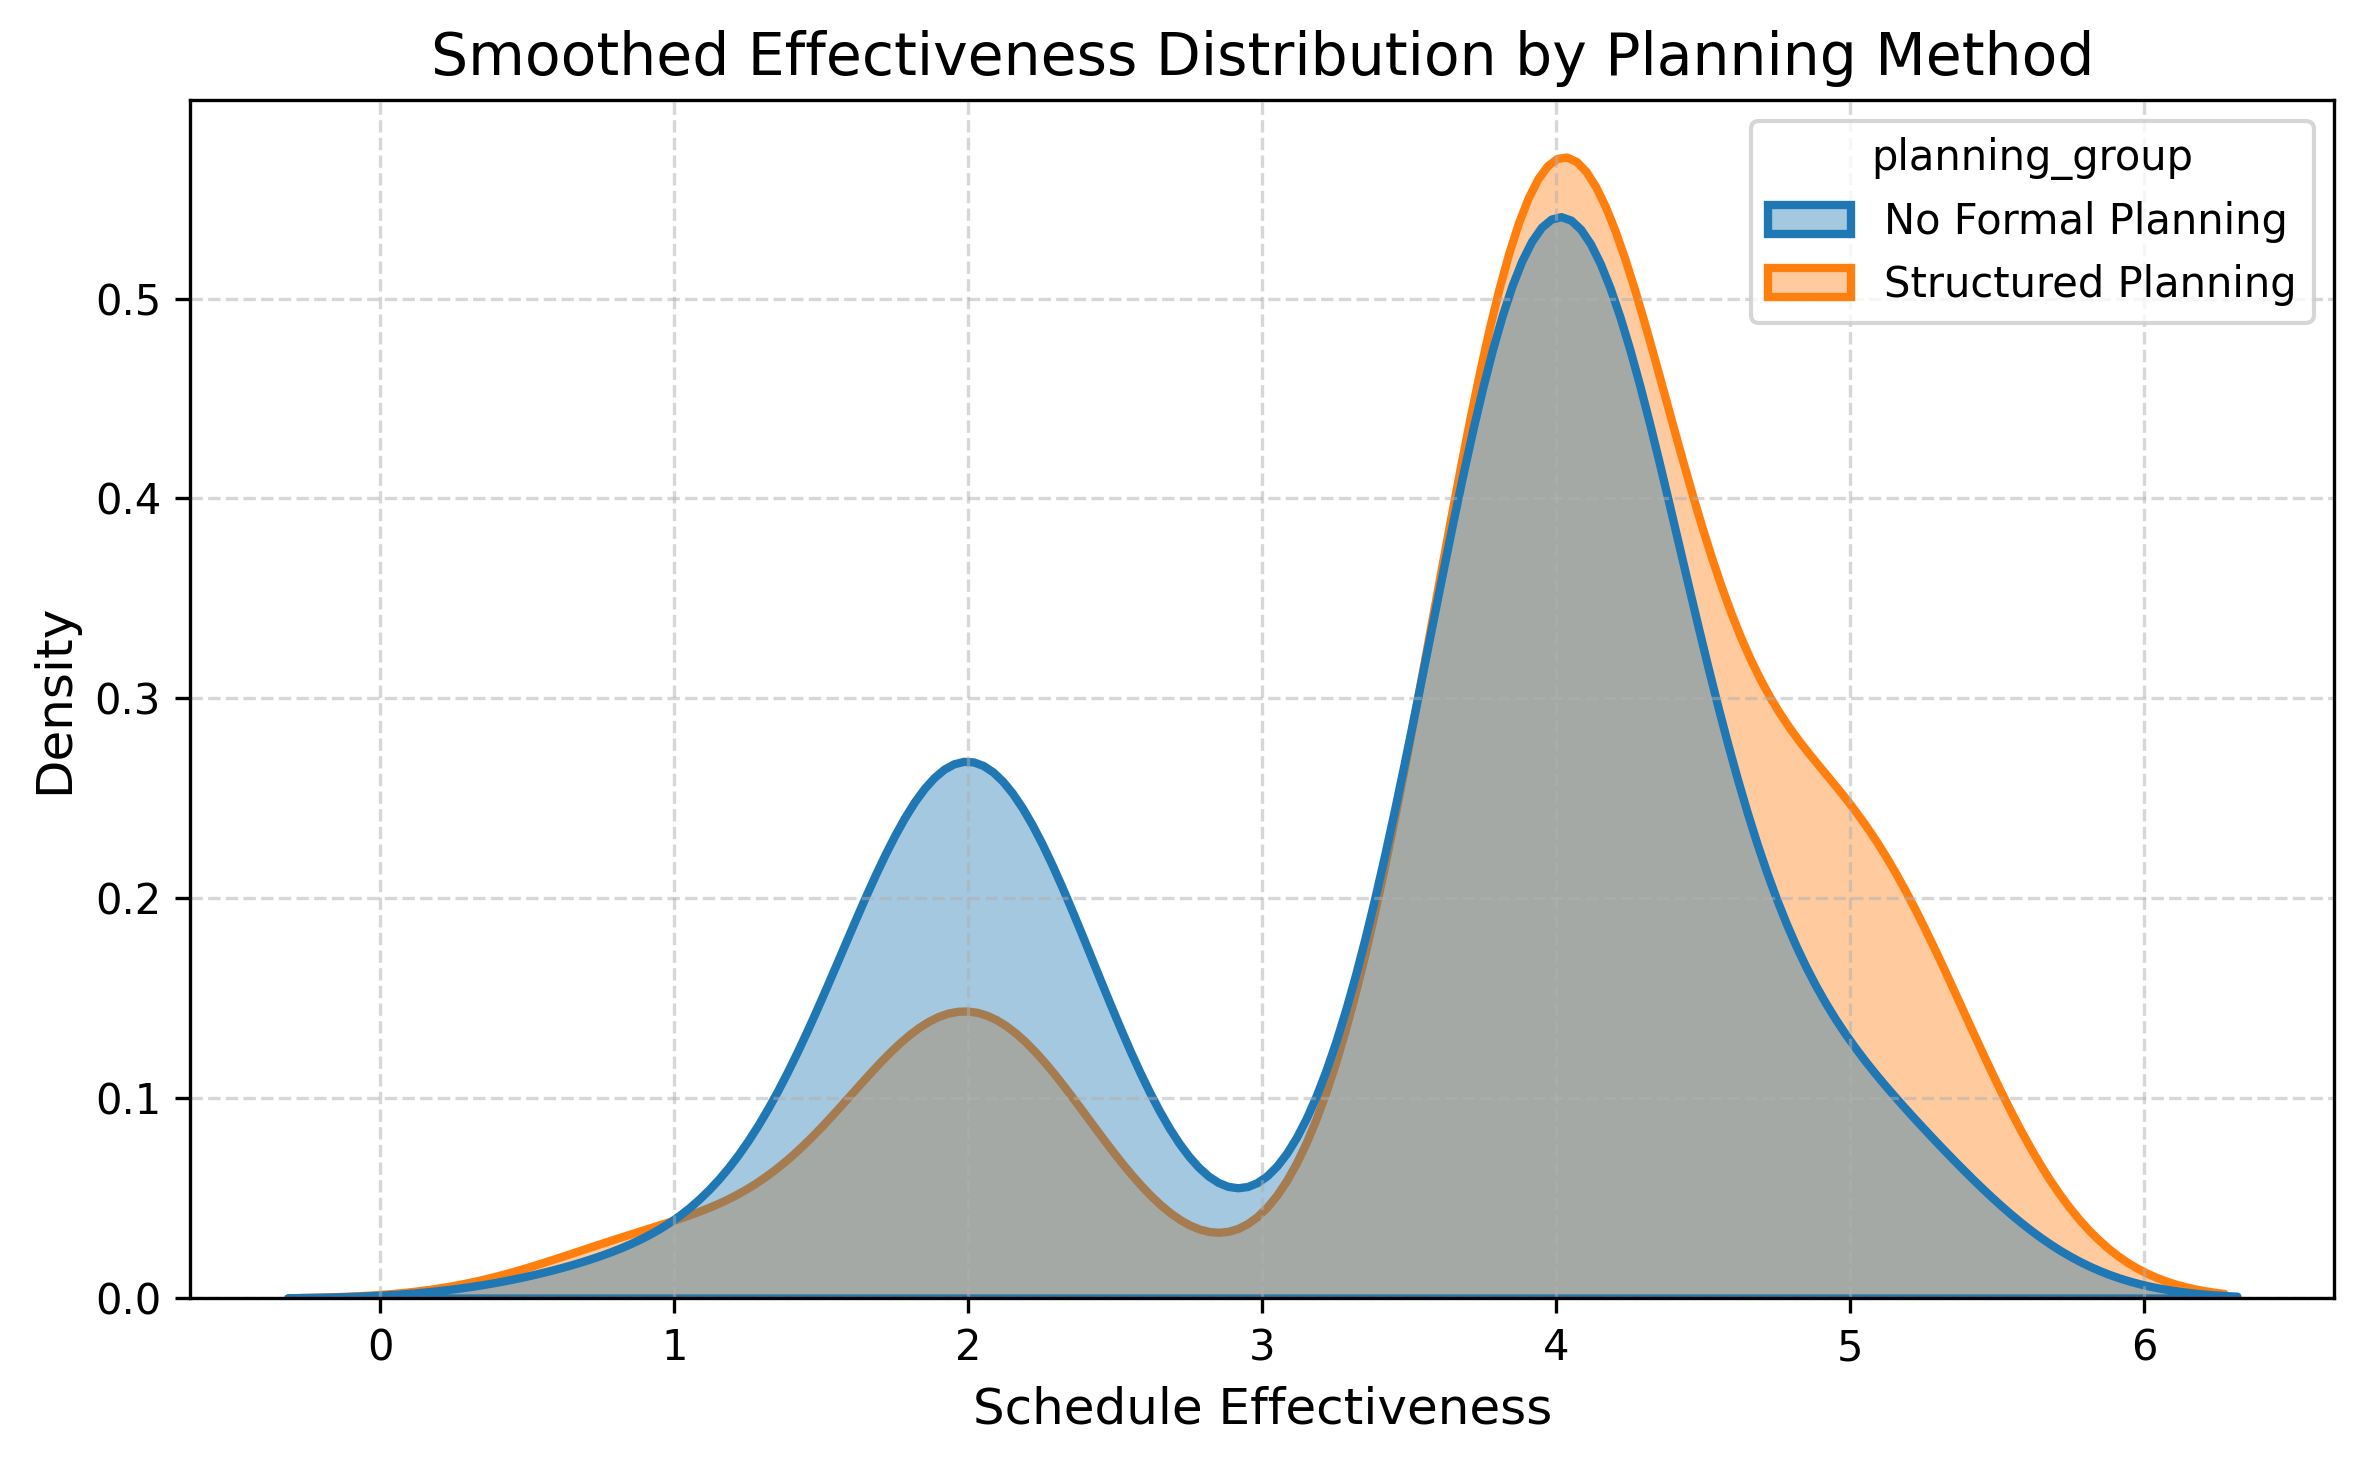 Smoothed Effectiveness Distribution by Planning Method
planning_group
No Formal Planning
Structured Planning
Density
0.5
0.4
0.3
0.2
0.1
0.0
0 1 2 3 4 5 6
Schedule Effectiveness